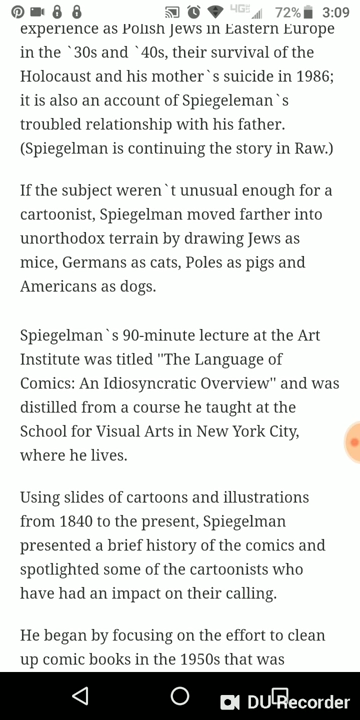 4G 72% 3:09
experience as Polish Jews in Eastern Europe
in the `30s and `40s, their survival of the
Holocaust and his mother`s suicide in 1986;
it is also an account of Spiegeleman`s
troubled relationship with his father.
(Spiegelman is continuing the story in Raw.)
If the subject weren`t unusual enough for a
cartoonist, Spiegelman moved farther into
unorthodox terrain by drawing Jews as
mice, Germans as cats, Poles as pigs and
Americans as dogs.
Spiegelman`s 90-minute lecture at the Art
Institute was titled "The Language of
Comics: An Idiosyncratic Overview" and was
distilled from a course he taught at the
School for Visual Arts in New York City,
where he lives.
Using slides of cartoons and illustrations
from 1840 to the present, Spiegelman
presented a brief history of the comics and
spotlighted some of the cartoonists who
have had an impact on their calling.
He began by focusing on the effort to clean
up comic books in the 1950s that was
DU Recorder